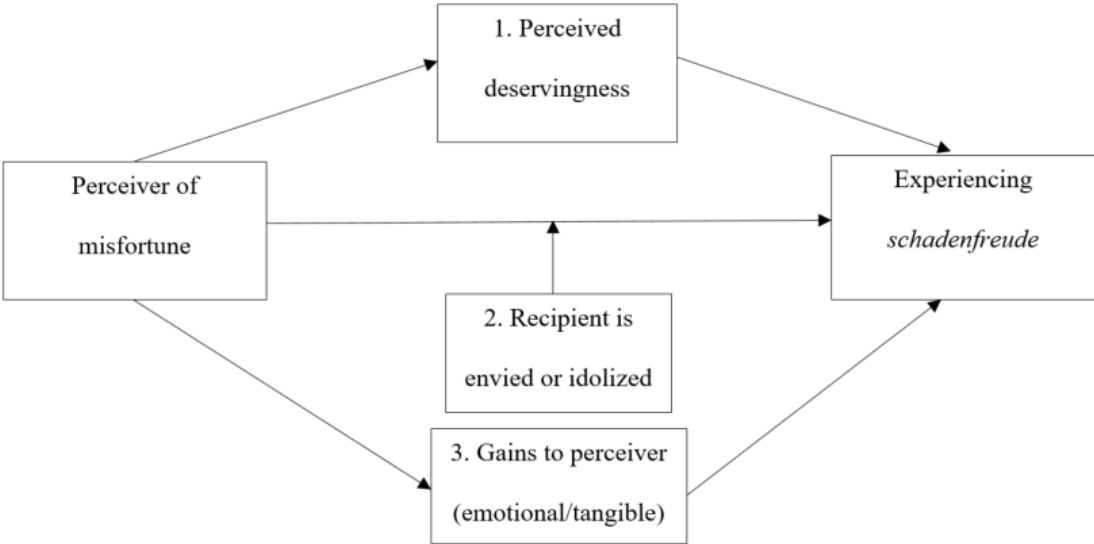 1. Perceived
deservingness
Perceiver of
misfortune
Experiencing
schadenfreude
2. Recipient is
envied or idolized
3. Gains to perceiver
(emotional/tangible)